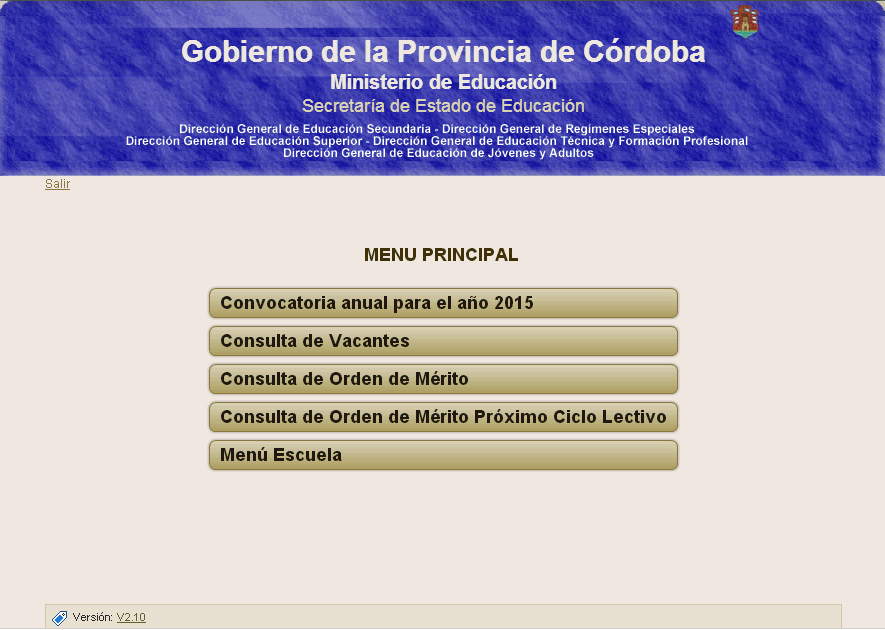 Gobierno de la Provincia de Córdoba
Ministerio de Educación
Secretaría de Estado de Educación
Dirección General de Educación Secundaria - Dirección General de Regímenes Especiales
Dirección General de Educación Superior - Dirección General de Educación Técnica y Formación Profesional
Dirección General de Educación de Jóvenes y Adultos
Salir
MENU PRINCIPAL
Convocatoria anual para el año 2015
Consulta de Vacantes
Consulta de Orden de Mérito
Consulta de Orden de Mérito Próximo Ciclo Lectivo
Menú Escuela
Versión: V2.10